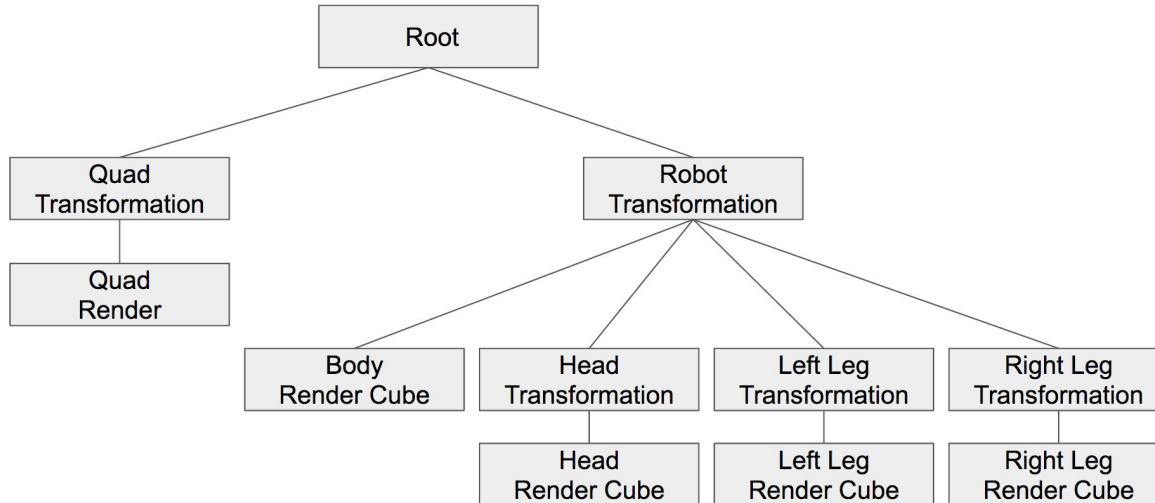 Root
Quad
Transformation
Robot
Transformation
Quad
Render
Body
Render Cube
Head
Transformation
Left Leg
Transformation
Right Leg
Transformation
Head
Render Cube
Left Leg
Render Cube
Right Leg
Render Cube